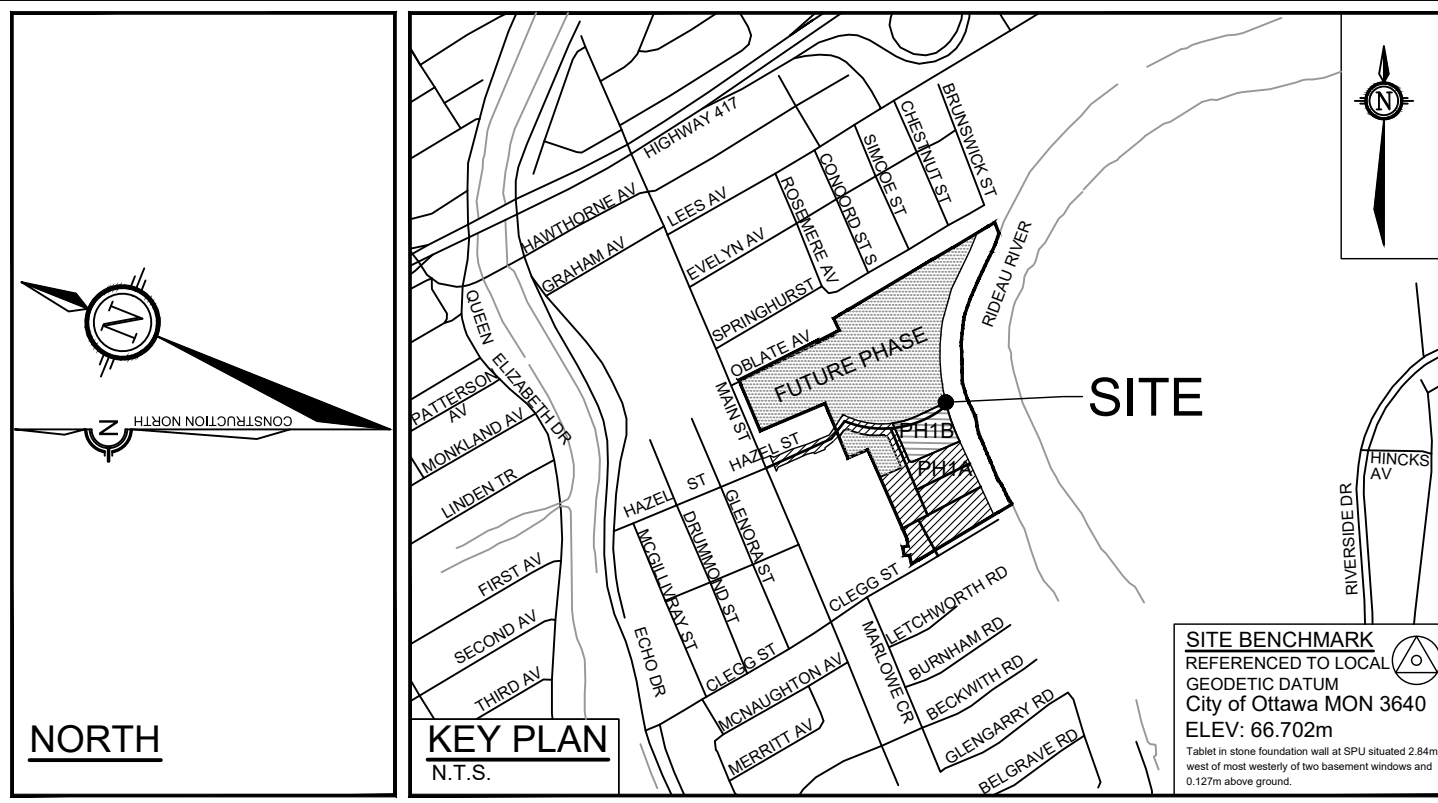 N
N
CONSTRUCTION NORTH
NORTH
HIGHWAY 417
HAWTHORNE AV
GRAHAM AV
LEES AV
EVELYN AV
SPRINGHURST
OBLATE AV
ROSEMERE AV
CONCORD ST S
SIMCOE ST
CHESTNUT ST
BRUNSWICK ST
N
RIDEAU RIVER
QUEEN ELIZABETH DR
FUTURE PHASE
SITE
PH1B
PH1A
MAIN ST
HAZEL ST
HAZEL ST
PATTERSON
AV
MONKLAND AV
LINDEN TR
FIRST AV
SECOND AV
THIRD AV
MCGILLIVRAY ST
DRUMMOND ST
GLENORA ST
ECHO DR
CLEGG ST
CLEGG ST
MCNAUGHTON AV
MERRITT AV
MARLOWE CR
LETCHWORTH RD
BURNHAM RD
BECKWITH RD
GLENGARRY RD
BELGRAVE RD
HINCKS
AV
RIVERSIDE DR
KEY PLAN
N.T.S.
SITE BENCHMARK
REFERENCED TO LOCAL
GEODETIC DATUM
City of Ottawa MON 3640
ELEV: 66.702m
Tablet in stone foundation wall at SPU situated 2.84m
west of most westerly of two basement windows and
0.127m above ground.